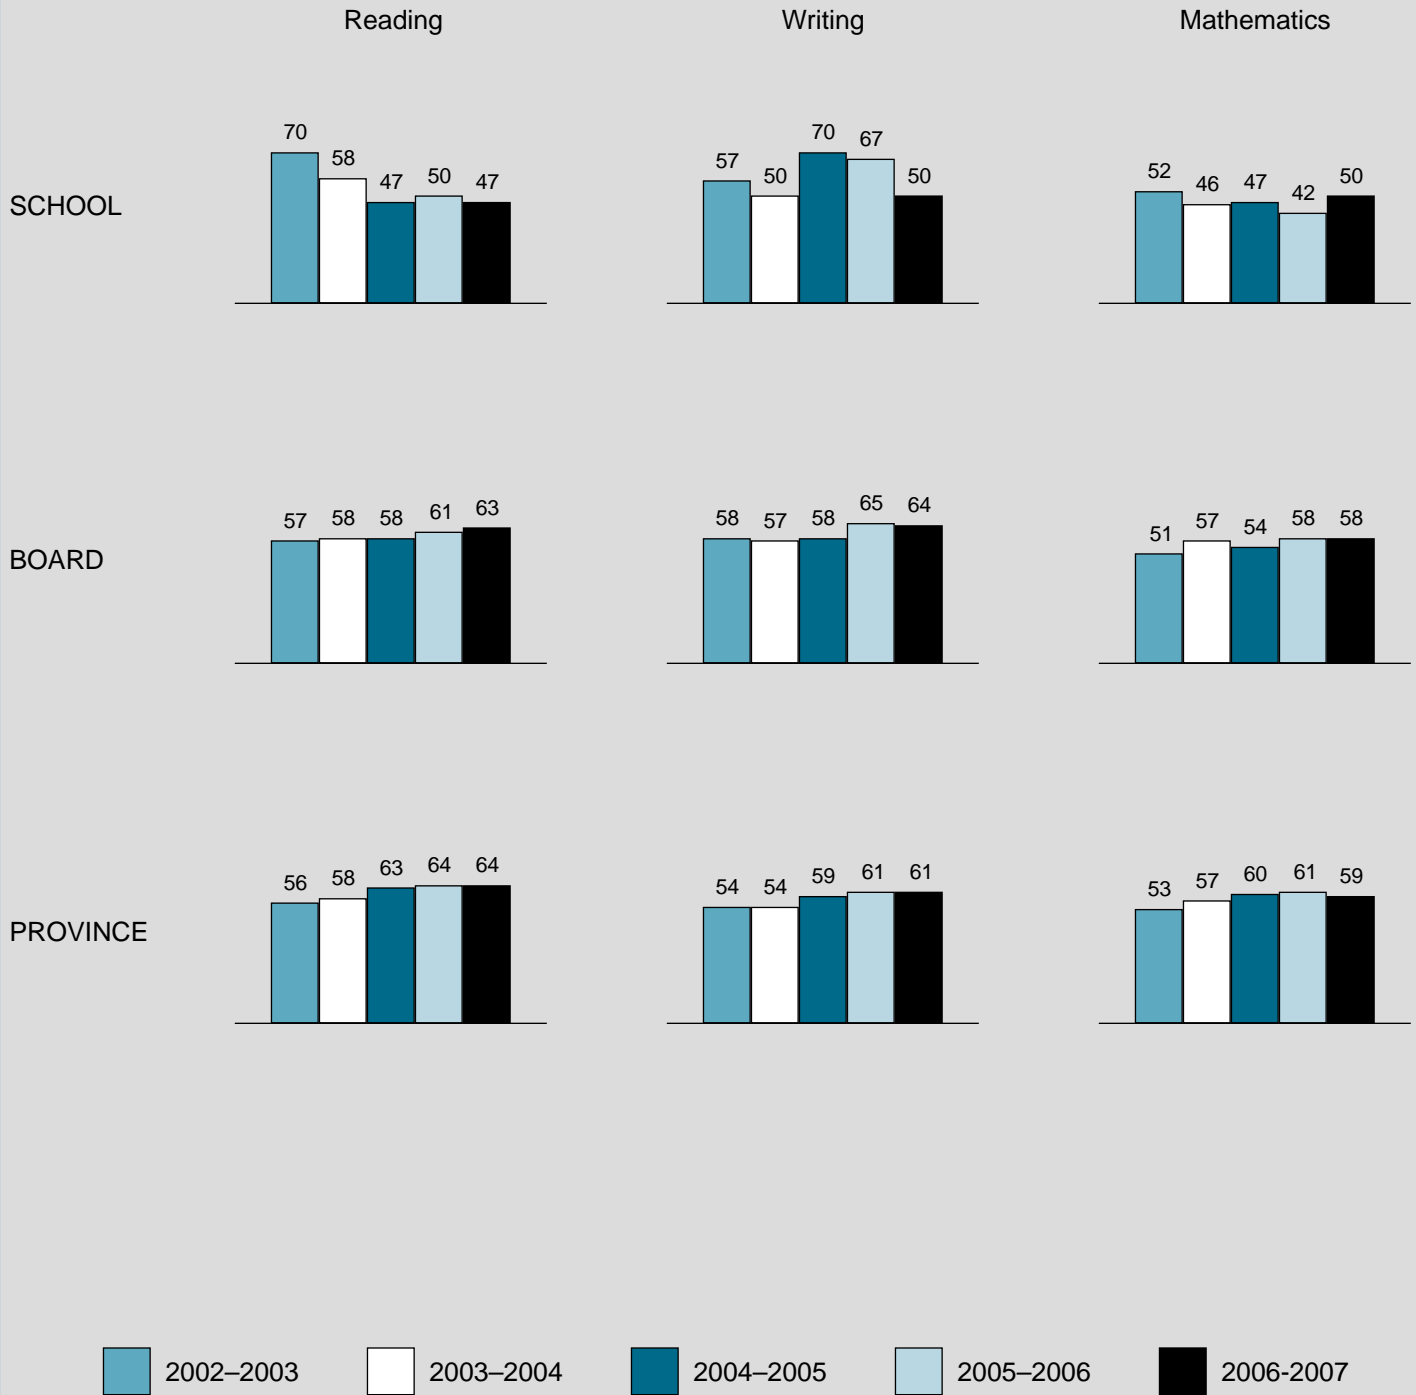 Reading Writing Mathematics
SCHOOL
70 58 47 50 47
57 50 70 67 50
52 46 47 42 50
BOARD
57 58 58 61 63
58 57 58 65 64
51 57 54 58 58
PROVINCE
56 58 63 64 64
54 54 59 61 61
53 57 60 61 59
2002–2003 2003–2004 2004–2005 2005–2006 2006-2007